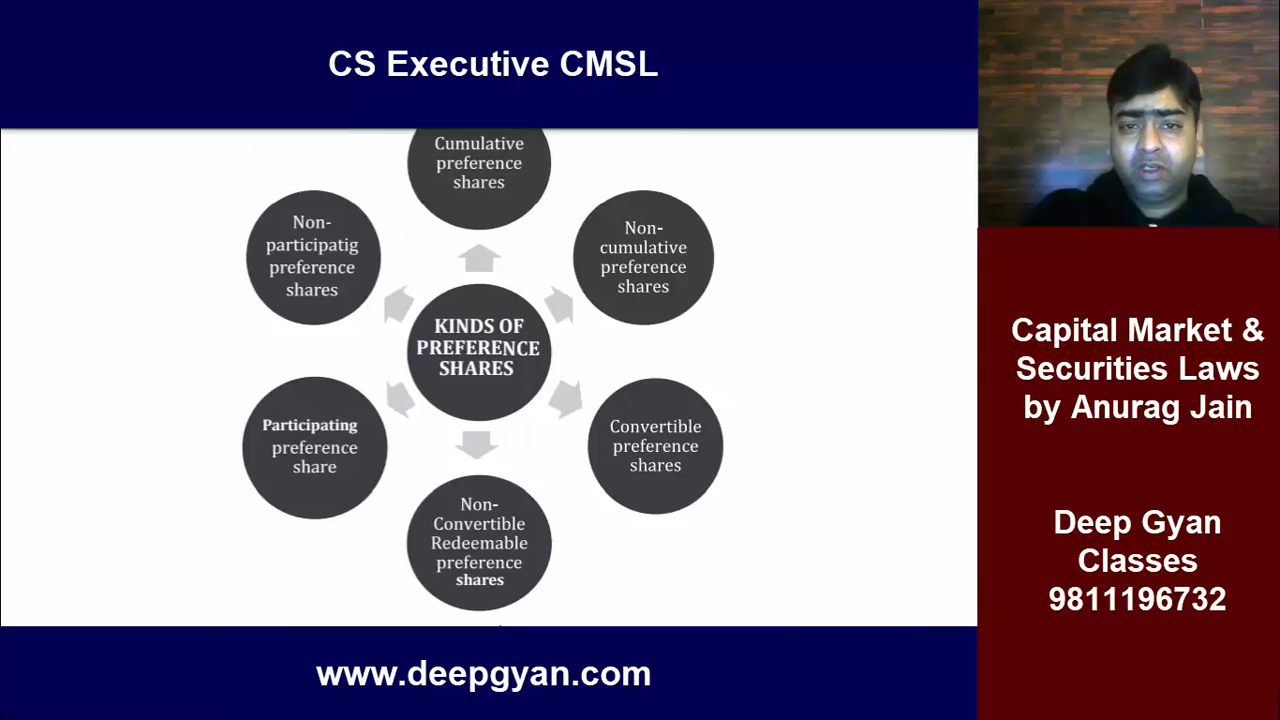 CS Executive CMSL
Cumulative
preference
shares
Non-
participatig
preference
shares
Non-
cumulative
preference
shares
KINDS OF
PREFERENCE
SHARES
Participating
preference
share
Convertible
preference
shares
Non-
Convertible
Redeemable
preference
shares
www.deepgyan.com
Capital Market &
Securities Laws
by Anurag Jain
Deep Gyan
Classes
9811196732